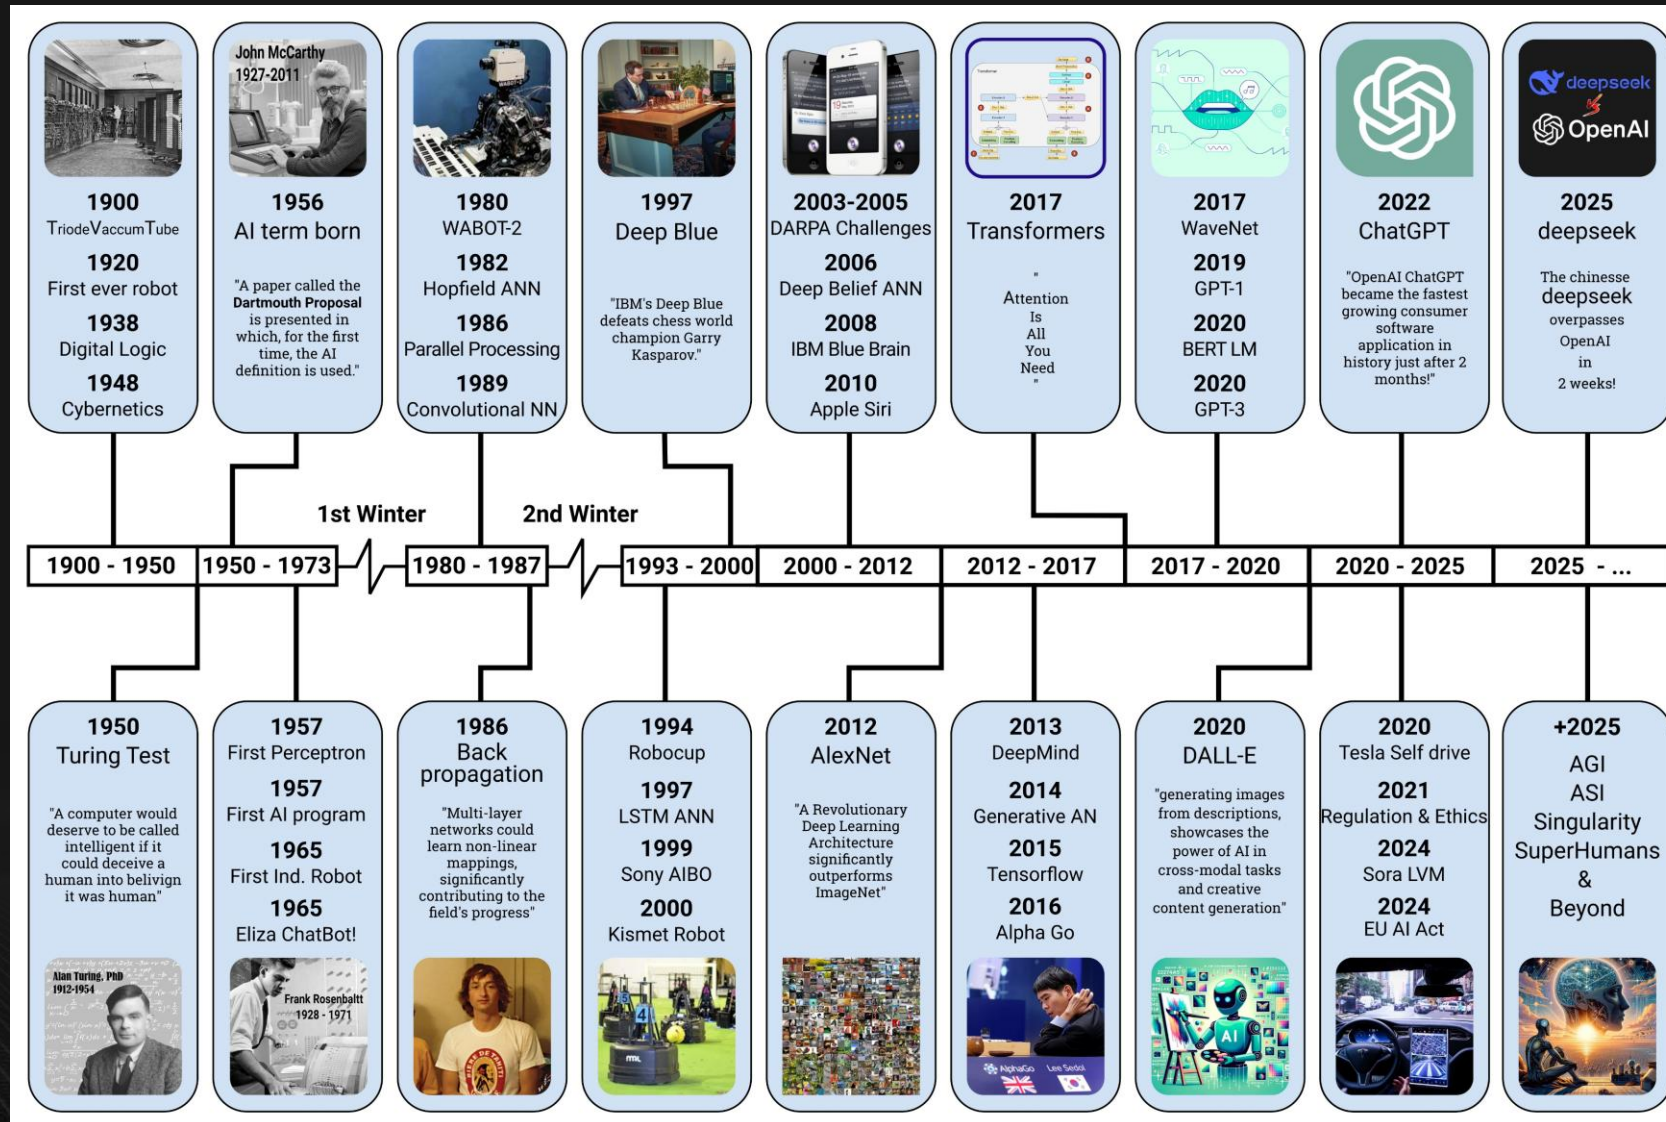 John McCarthy
1927-2011
WABOT-2
deepseek
VS
OpenAI
1900
TriodeVaccumTube
1920
First ever robot
1938
Digital Logic
1948
Cybernetics
1956
AI term born
"A paper called the
Dartmouth Proposal
is presented in
which, for the first
time, the AI
definition is used."
1980
WABOT-2
1982
Hopfield ANN
1986
Parallel Processing
1989
Convolutional NN
1997
Deep Blue
"IBM's Deep Blue
defeats chess world
champion Garry
Kasparov."
2003-2005
DARPA Challenges
2006
Deep Belief ANN
2008
IBM Blue Brain
2010
Apple Siri
2017
Transformers
"
Attention
Is
All
You
Need
"
2017
WaveNet
2019
GPT-1
2020
BERT LM
2020
GPT-3
2022
ChatGPT
"OpenAI ChatGPT
became the fastest
growing consumer
software
application in
history just after 2
months!"
2025
deepseek
The chinesse
deepseek
overpasses
OpenAI
in
2 weeks!
1st Winter
2nd Winter
1900 - 1950
1950 - 1973
1980 - 1987
1993 - 2000
2000 - 2012
2012 - 2017
2017 - 2020
2020 - 2025
2025 - ...
1950
Turing Test
"A computer would
deserve to be called
intelligent if it
could deceive a
human into belivign
it was human"
Alan Turing, PhD
1912-1954
1957
First Perceptron
1957
First AI program
1965
First Ind. Robot
1965
Eliza ChatBot!
Frank Rosenbaltt
1928 - 1971
1986
Back
propagation
"Multi-layer
networks could
learn non-linear
mappings,
significantly
contributing to the
field's progress"
1994
Robocup
1997
LSTM ANN
1999
Sony AIBO
2000
Kismet Robot
5
4
2012
AlexNet
"A Revolutionary
Deep Learning
Architecture
significantly
outperforms
ImageNet"
2013
DeepMind
2014
Generative AN
2015
Tensorflow
2016
Alpha Go
AlphaGo
Lee Sedol
2020
DALL-E
"generating images
from descriptions,
showcases the
power of AI in
cross-modal tasks
and creative
content generation"
AI
2020
Tesla Self drive
2021
Regulation & Ethics
2024
Sora LVM
2024
EU AI Act
+2025
AGI
ASI
Singularity
SuperHumans
&
Beyond